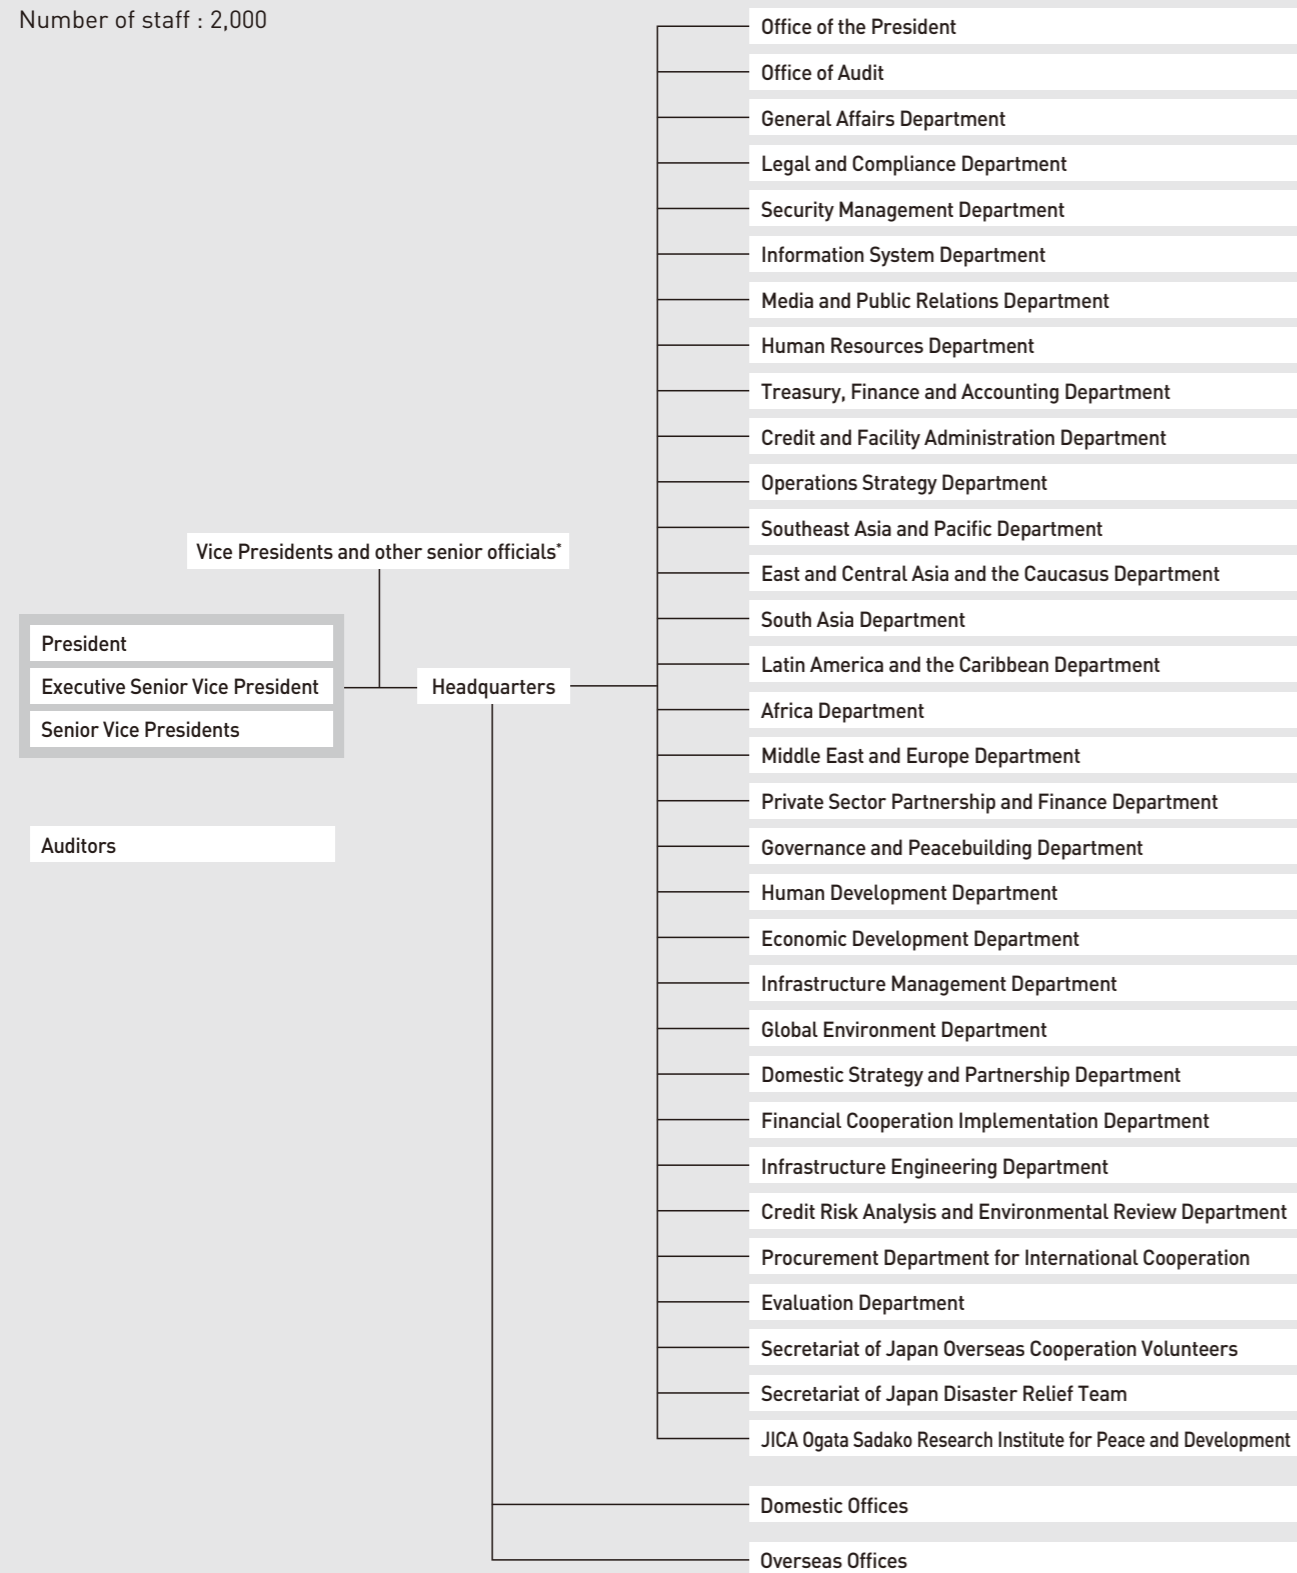 Number of staff : 2,000
Vice Presidents and other senior officials*
President
Executive Senior Vice President
Senior Vice Presidents
Auditors
Headquarters
Office of the President
Office of Audit
General Affairs Department
Legal and Compliance Department
Security Management Department
Information System Department
Media and Public Relations Department
Human Resources Department
Treasury, Finance and Accounting Department
Credit and Facility Administration Department
Operations Strategy Department
Southeast Asia and Pacific Department
East and Central Asia and the Caucasus Department
South Asia Department
Latin America and the Caribbean Department
Africa Department
Middle East and Europe Department
Private Sector Partnership and Finance Department
Governance and Peacebuilding Department
Human Development Department
Economic Development Department
Infrastructure Management Department
Global Environment Department
Domestic Strategy and Partnership Department
Financial Cooperation Implementation Department
Infrastructure Engineering Department
Credit Risk Analysis and Environmental Review Department
Procurement Department for International Cooperation
Evaluation Department
Secretariat of Japan Overseas Cooperation Volunteers
Secretariat of Japan Disaster Relief Team
JICA Ogata Sadako Research Institute for Peace and Development
Domestic Offices
Overseas Offices